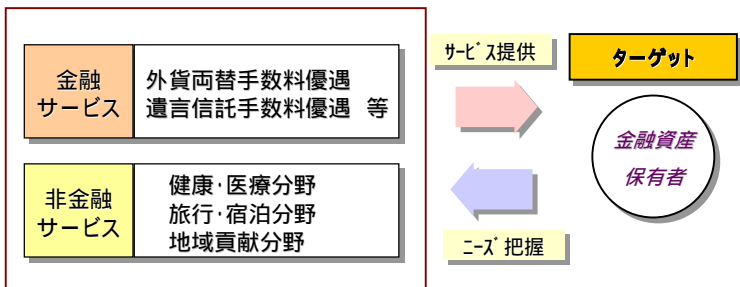 金融
サービス
外貨両替手数料優遇
遺言信託手数料優遇 等
非金融
サービス
健康・医療分野
旅行・宿泊分野
地域貢献分野
サービス提供
ニーズ把握
ターゲット
金融資産
保有者